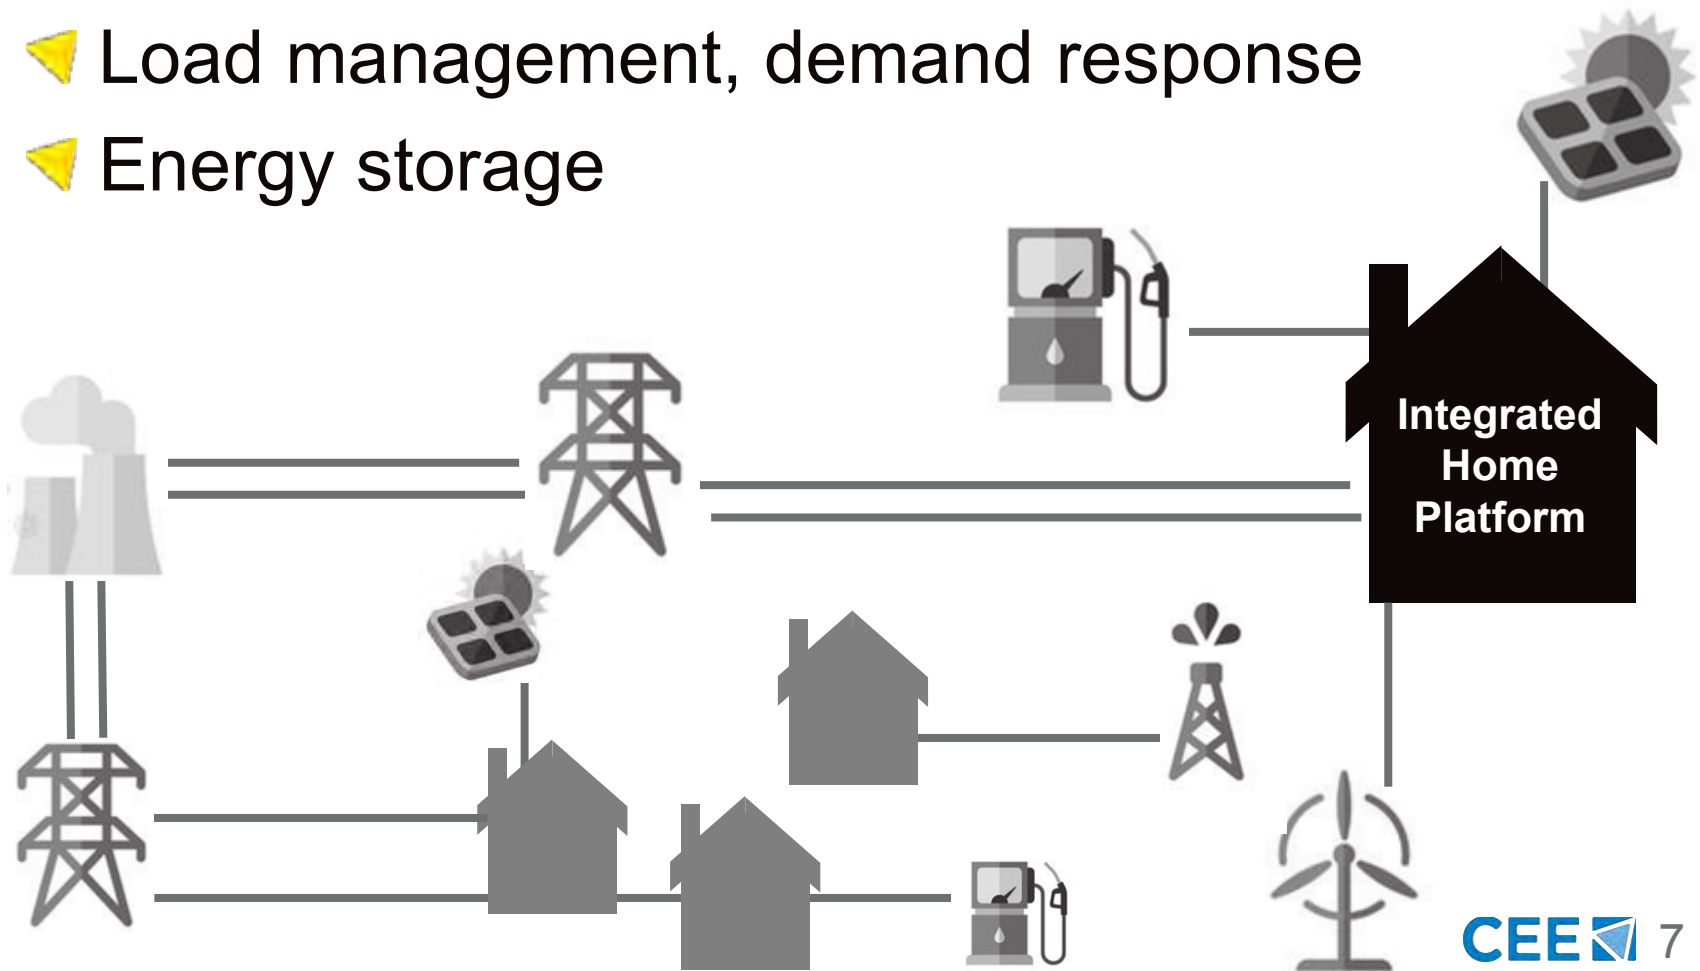 Load management, demand response
Energy storage
Integrated
Home
Platform
CEE 7